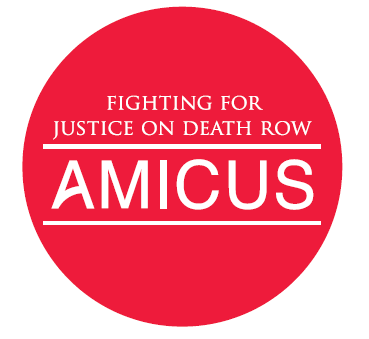 FIGHTING FOR
JUSTICE ON DEATH ROW
AMICUS